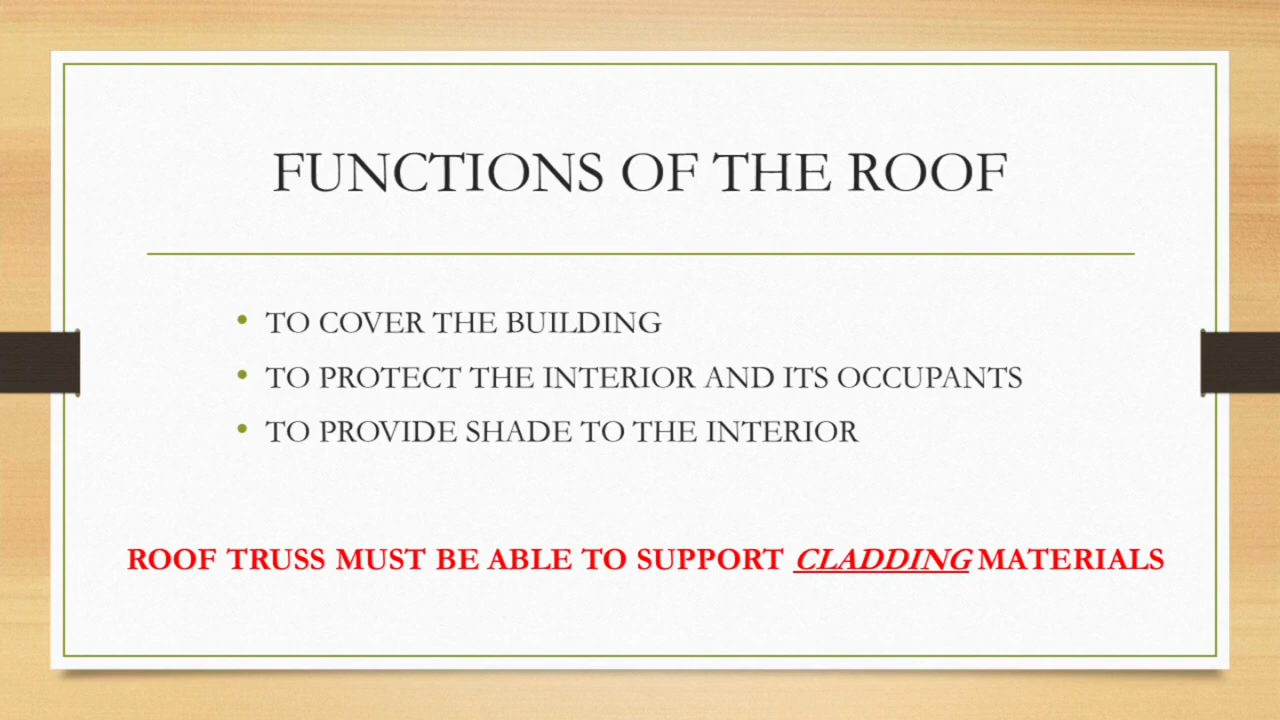 FUNCTIONS OF THE ROOF
• TO COVER THE BUILDING
• TO PROTECT THE INTERIOR AND ITS OCCUPANTS
• TO PROVIDE SHADE TO THE INTERIOR
ROOF TRUSS MUST BE ABLE TO SUPPORT CLADDING MATERIALS